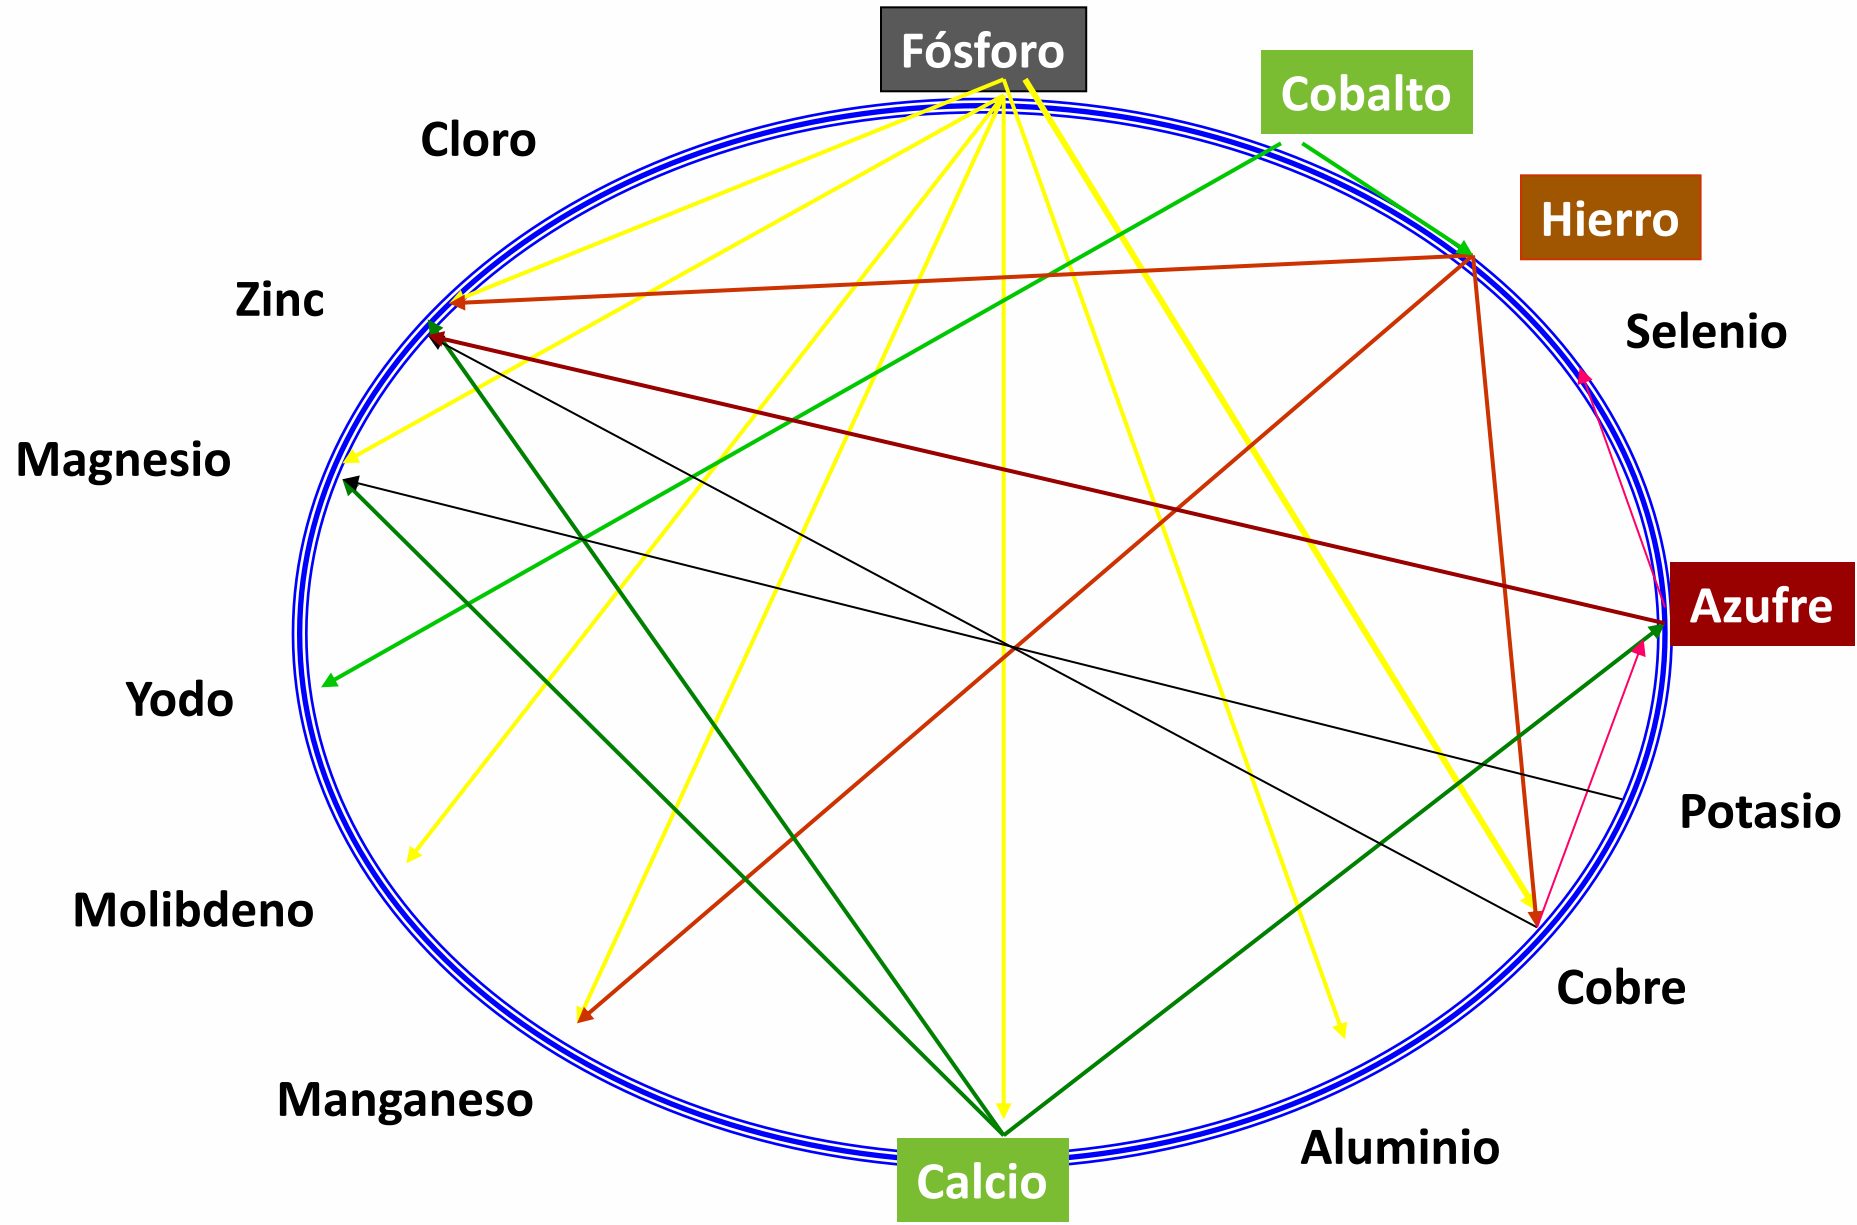 Fósforo
Cobalto
Cloro
Hierro
Zinc
Selenio
Magnesio
Azufre
Yodo
Potasio
Molibdeno
Cobre
Manganeso
Aluminio
Calcio